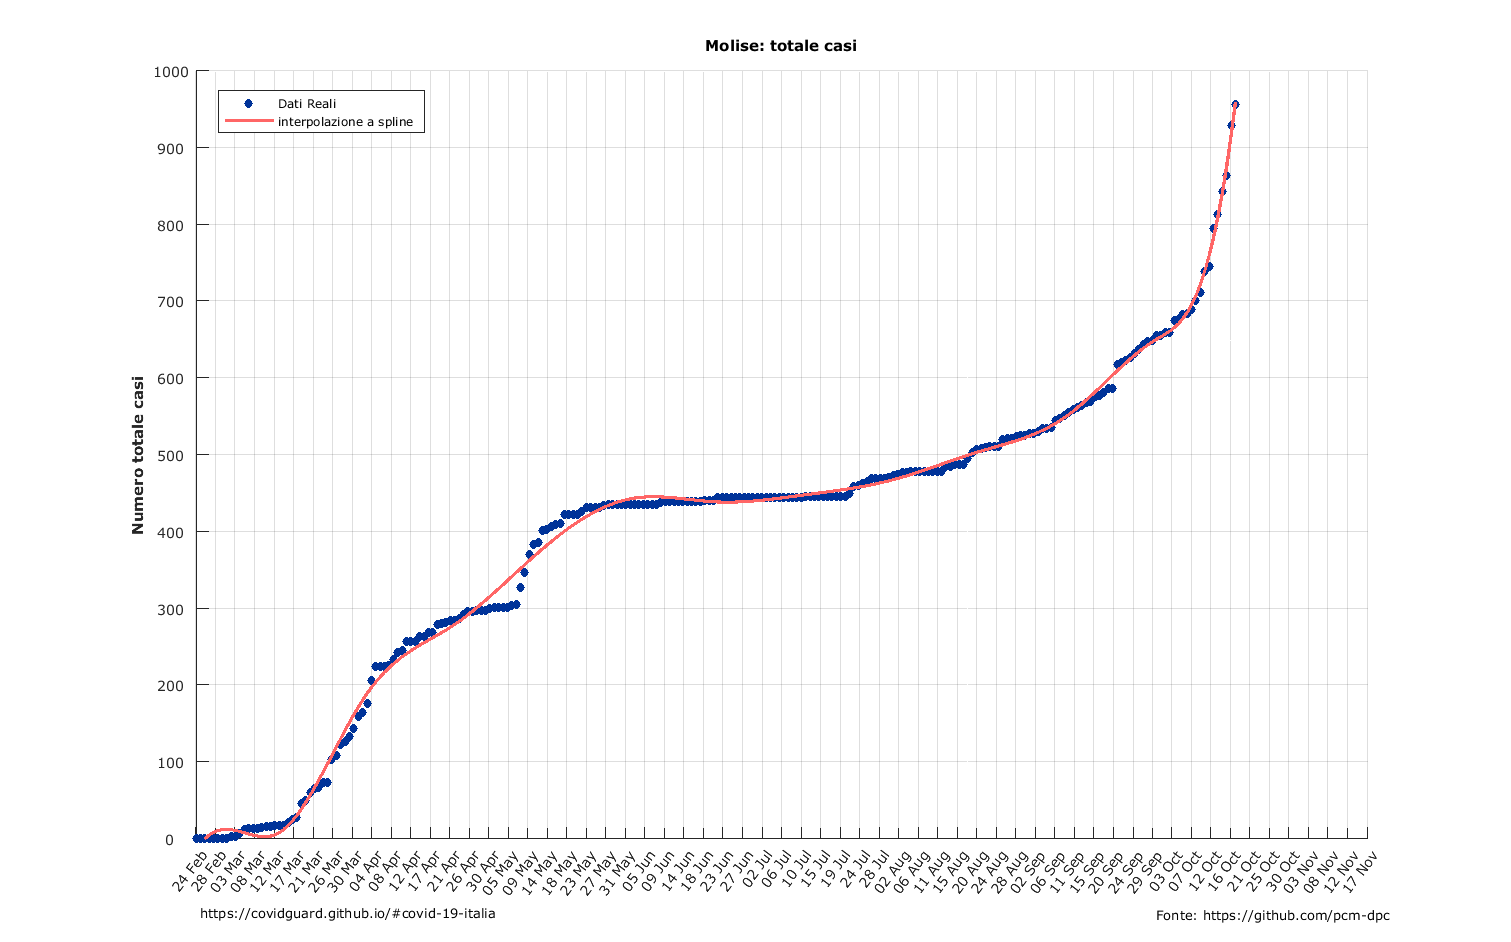 Molise: totale casi
Dati Reali
interpolazione a spline
Numero totale casi
1000
900
800
700
600
500
400
300
200
100
0
24 Feb
28 Feb
03 Mar
08 Mar
12 Mar
17 Mar
21 Mar
26 Mar
30 Mar
04 Apr
08 Apr
12 Apr
17 Apr
21 Apr
26 Apr
30 Apr
05 May
09 May
14 May
18 May
23 May
27 May
31 May
05 Jun
09 Jun
14 Jun
18 Jun
23 Jun
27 Jun
02 Jul
06 Jul
10 Jul
15 Jul
19 Jul
24 Jul
28 Jul
02 Aug
06 Aug
11 Aug
15 Aug
20 Aug
24 Aug
28 Aug
02 Sep
06 Sep
11 Sep
15 Sep
20 Sep
24 Sep
29 Sep
03 Oct
07 Oct
12 Oct
16 Oct
21 Oct
25 Oct
30 Oct
03 Nov
08 Nov
12 Nov
17 Nov
https://covidguard.github.io/#covid-19-italia
Fonte: https://github.com/pcm-dpc